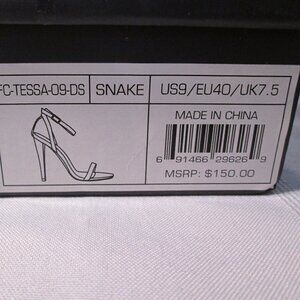 FC-TESSA-09-DS SNAKE US9/EU40/UK7.5
MADE IN CHINA
6 91466 29626 9
MSRP: $150.00